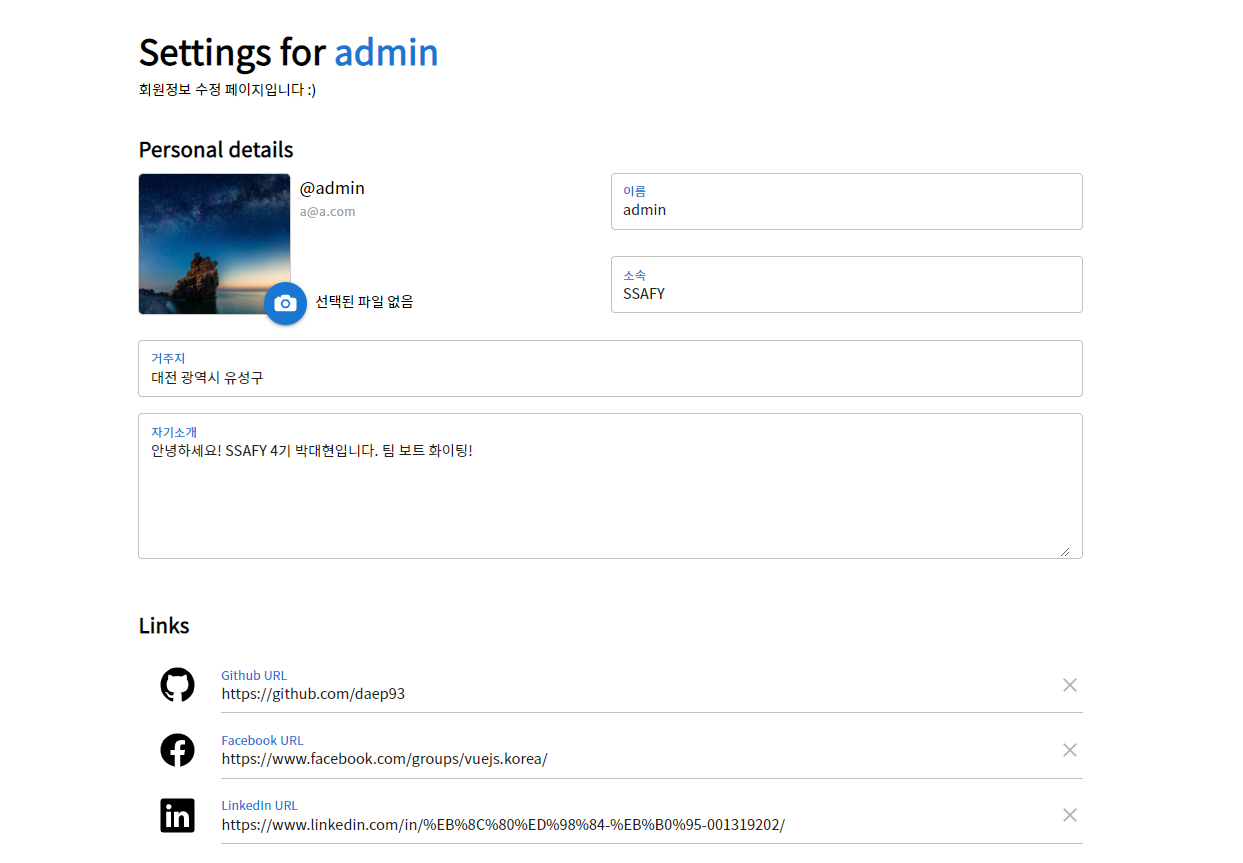 Settings for admin
회원정보 수정 페이지입니다 :)
Personal details
@admin
a@a.com
선택된 파일 없음
이름
admin
소속
SSAFY
거주지
대전 광역시 유성구
자기소개
안녕하세요! SSAFY 4기 박대현입니다. 팀 보트 화이팅!
Links
Github URL
https://github.com/daep93
Facebook URL
https://www.facebook.com/groups/vuejs.korea/
LinkedIn URL
https://www.linkedin.com/in/%EB%8C%80%ED%98%84-%EB%B0%95-001319202/